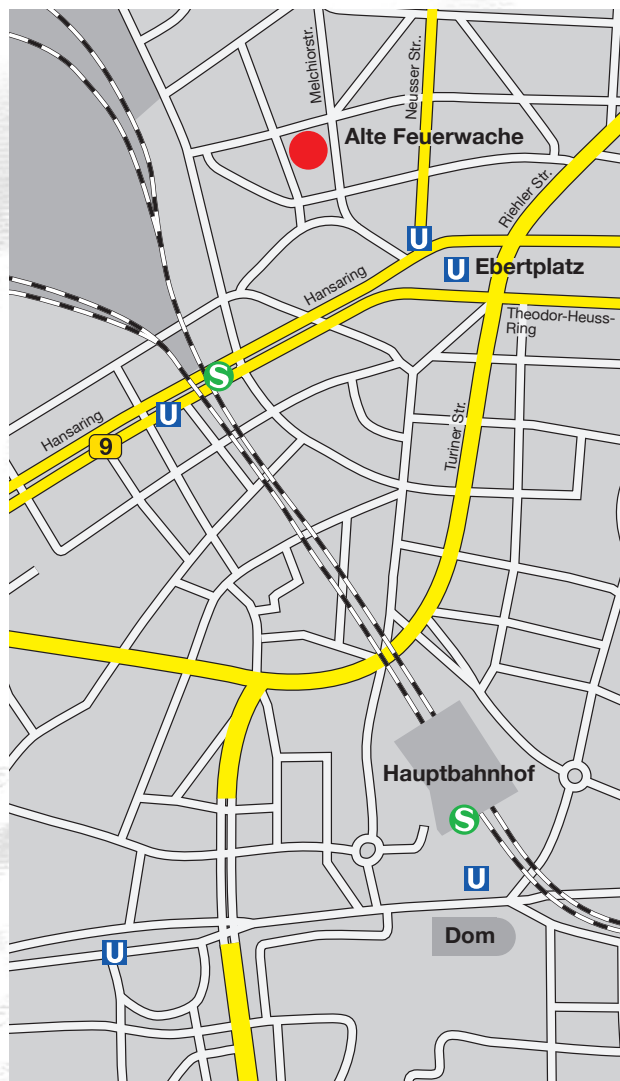 Melchiorstr.
Neusser Str..
Alte Feuerwache
Riehler Str.
U
U Ebertplatz
Hansaring
Theodor-Heuss-
Ring
S
U
Hansaring
9
Turiner Str.
Hauptbahnhof
S
U
Dom
U